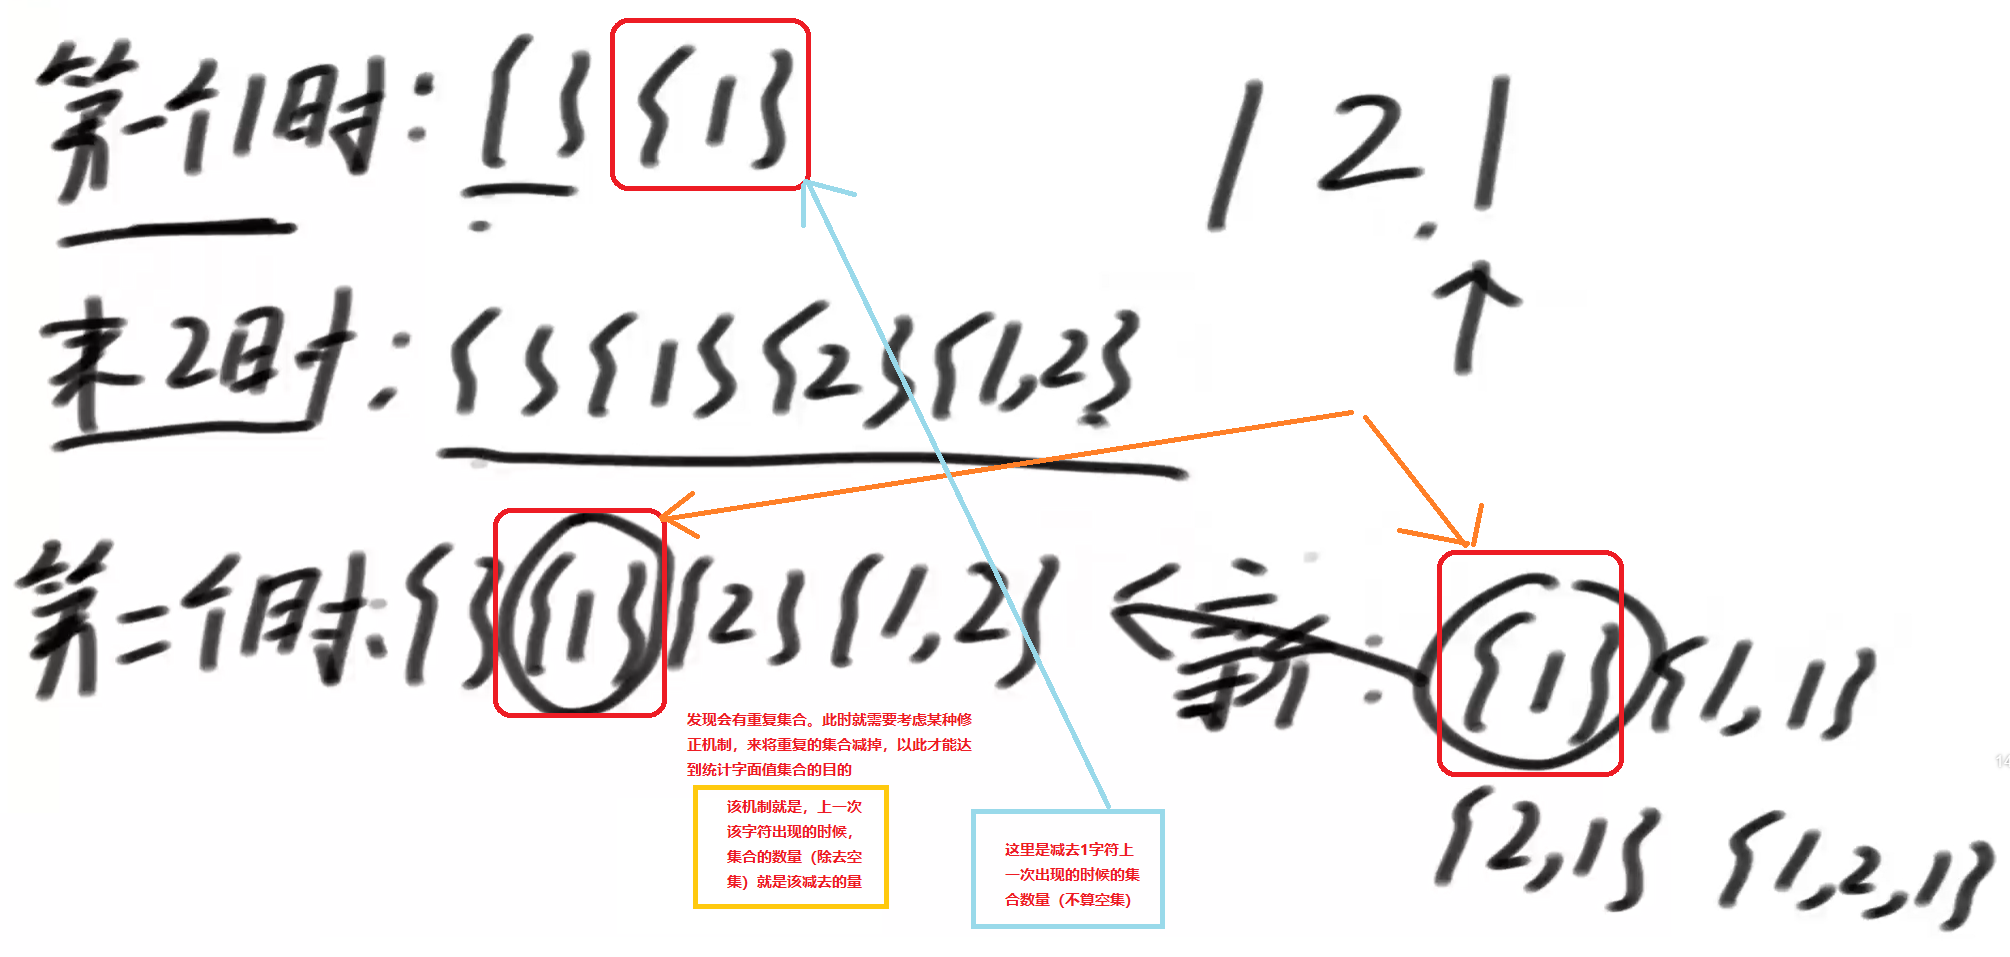 第一个1时: { } {1}
1 2 1
来2时: { } {1} {2} {1,2}
第二个1时: { } {1} {2} {1,2}
新: {1} {1,1}
{2,1} {1,2,1}
发现会有重复集合。此时就需要考虑某种修
正机制，来将重复的集合减掉，以此才能达
到统计字面值集合的目的
该机制就是，上一次
该字符出现的时候，
集合的数量（除去空
集）就是该减去的量
这里是减去1字符上
一次出现的时候的集
合数量（不算空集）
14